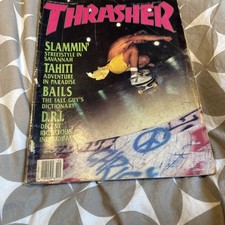 THRASHER
SLAMMIN'
STREETSTYLE IN
SAVANNAH
TAHITI
ADVENTURE
IN PARADISE
BAILS
THE FALL GUY'S
DICTIONARY
D.R.I.